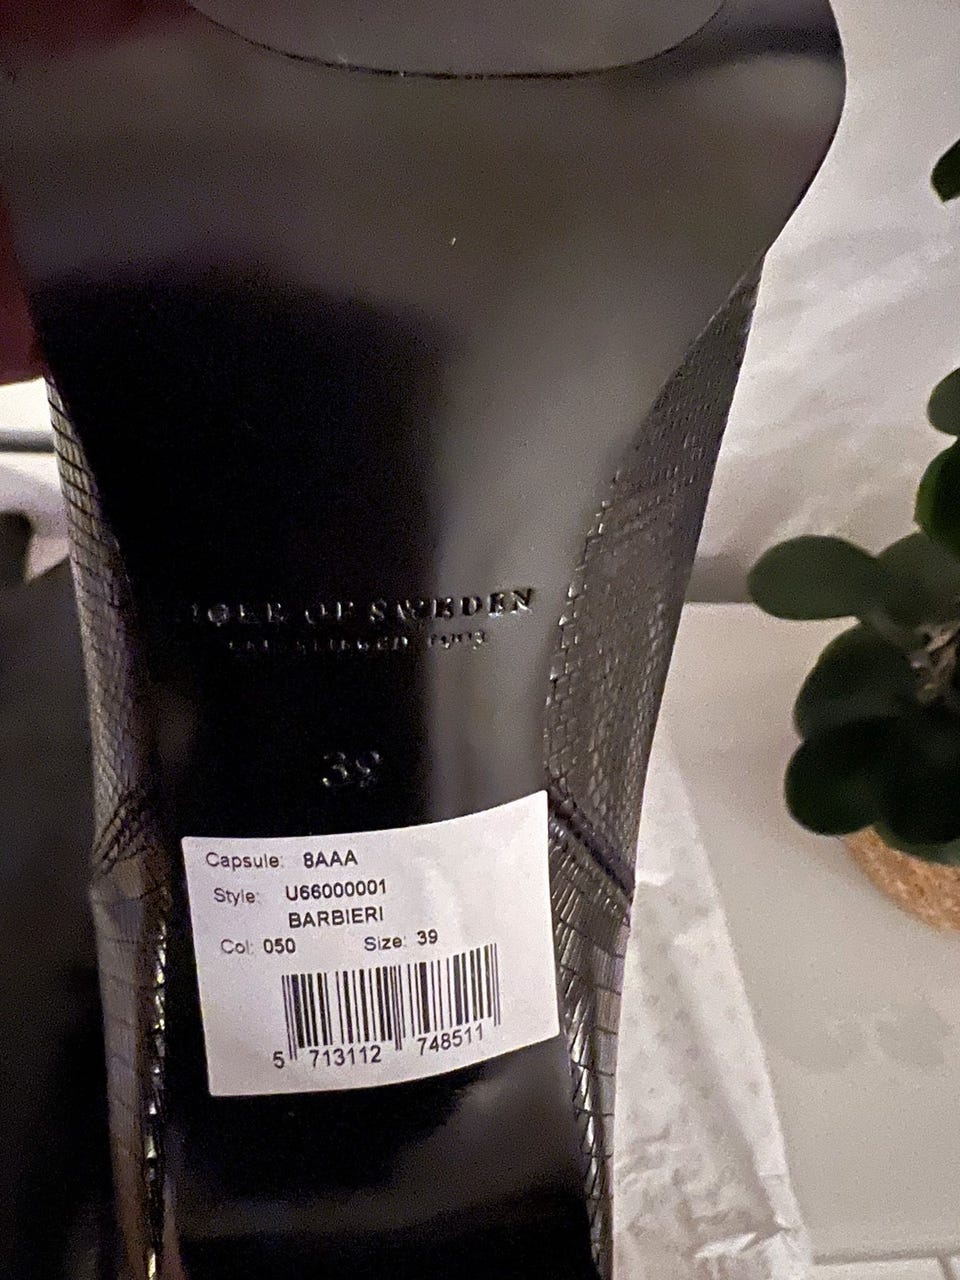 OF SWEDEN
39
Capsule: 8AAA
Style: U66000001
BARBIERI
Col: 050 Size: 39
5 713112 748511